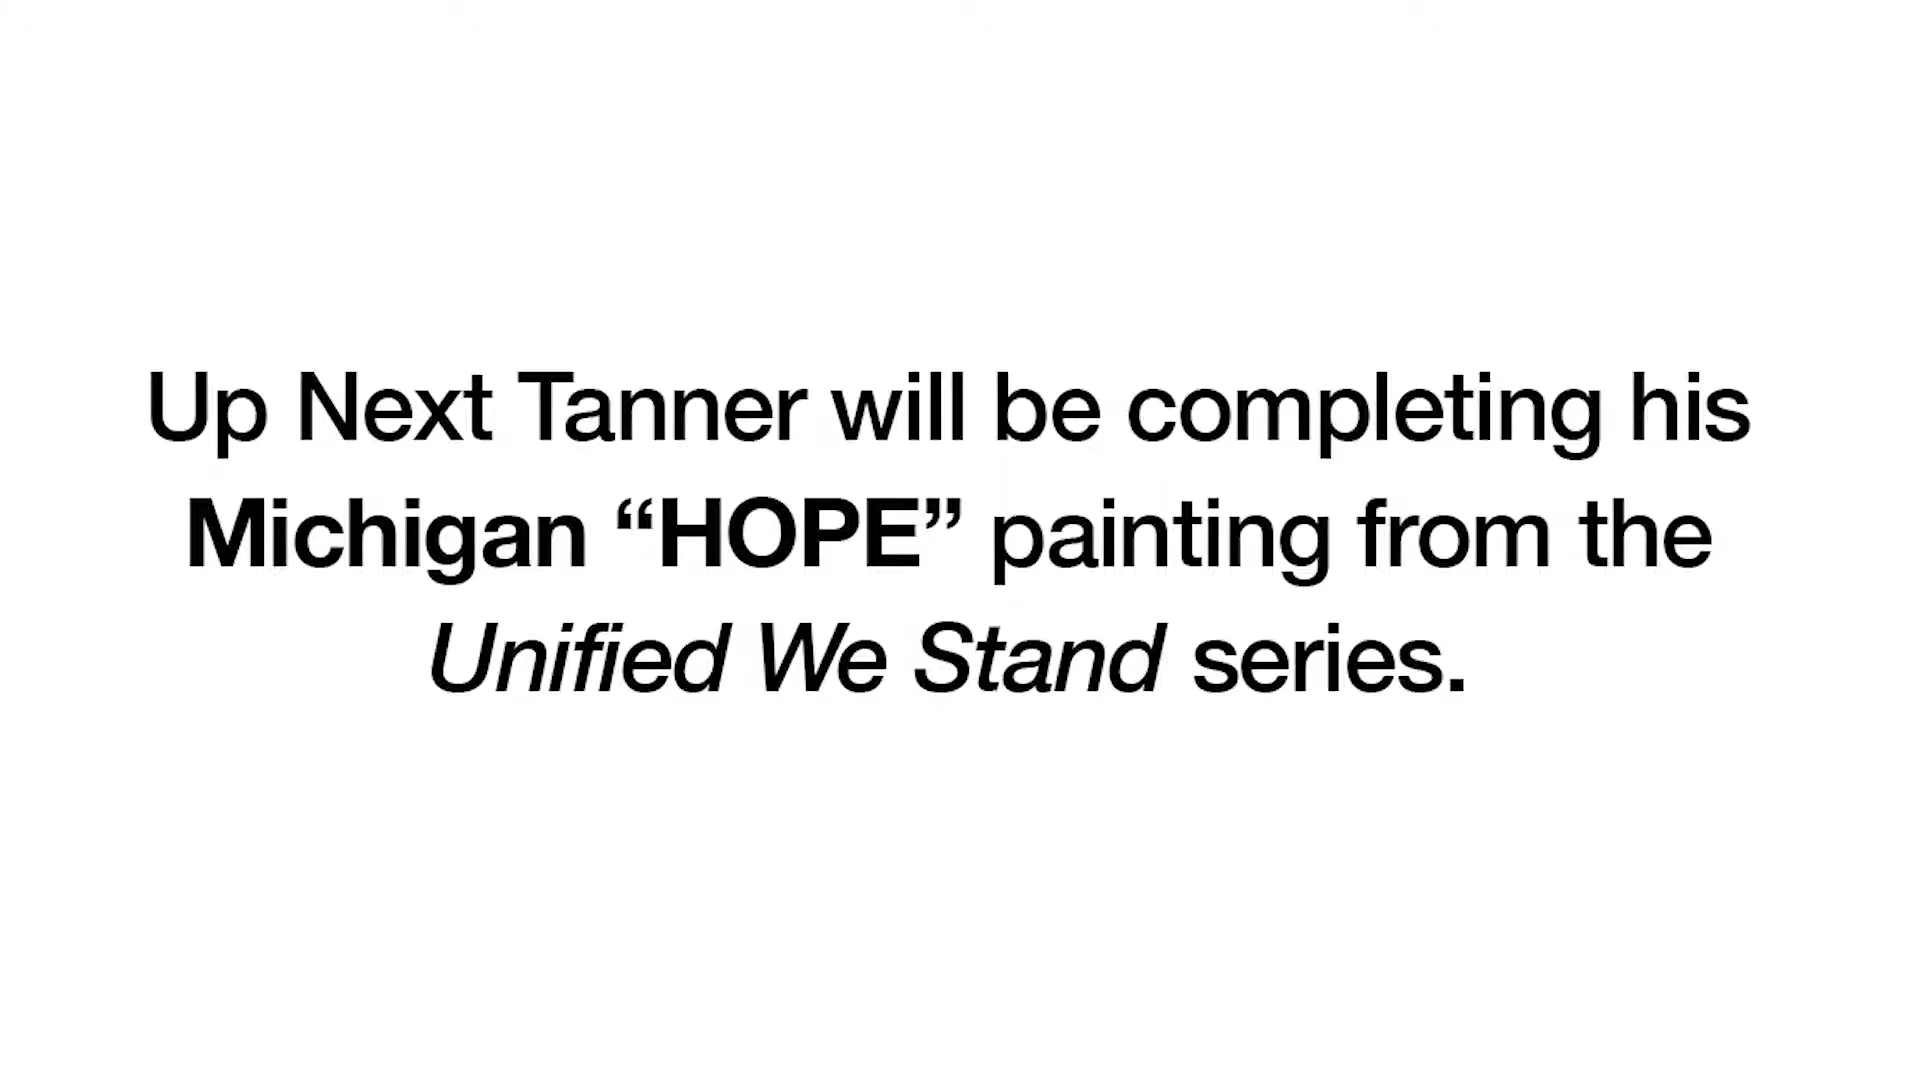 Up Next Tanner will be completing his
Michigan “HOPE” painting from the
Unified We Stand series.